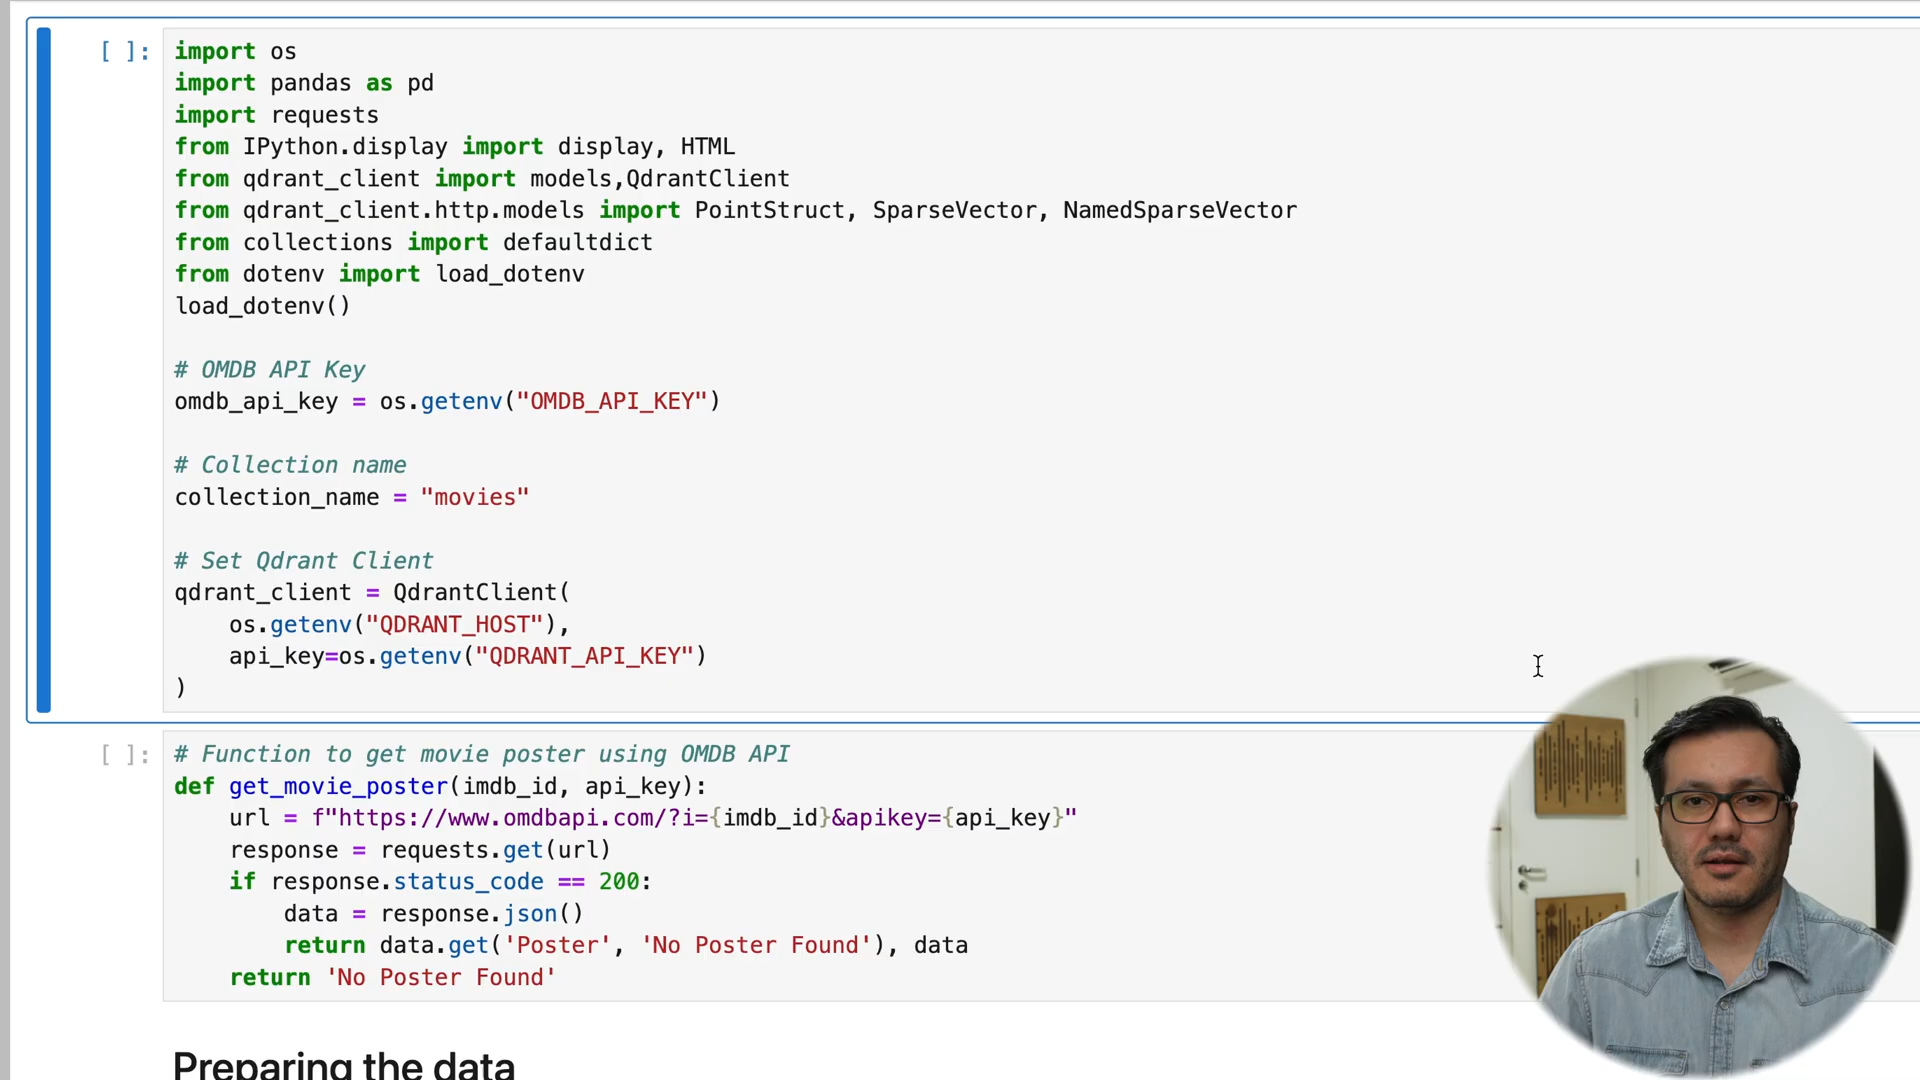 [ ]:
import os
import pandas as pd
import requests
from IPython.display import display, HTML
from qdrant_client import models,QdrantClient
from qdrant_client.http.models import PointStruct, SparseVector, NamedSparseVector
from collections import defaultdict
from dotenv import load_dotenv
load_dotenv()
# OMDB API Key
omdb_api_key = os.getenv("OMDB_API_KEY")
# Collection name
collection_name = "movies"
# Set Qdrant Client
qdrant_client = QdrantClient(
    os.getenv("QDRANT_HOST"),
    api_key=os.getenv("QDRANT_API_KEY")
)
[ ]:
# Function to get movie poster using OMDB API
def get_movie_poster(imdb_id, api_key):
    url = f"https://www.omdbapi.com/?i={imdb_id}&apikey={api_key}"
    response = requests.get(url)
    if response.status_code == 200:
        data = response.json()
        return data.get('Poster', 'No Poster Found'), data
    return 'No Poster Found'
Preparing the data